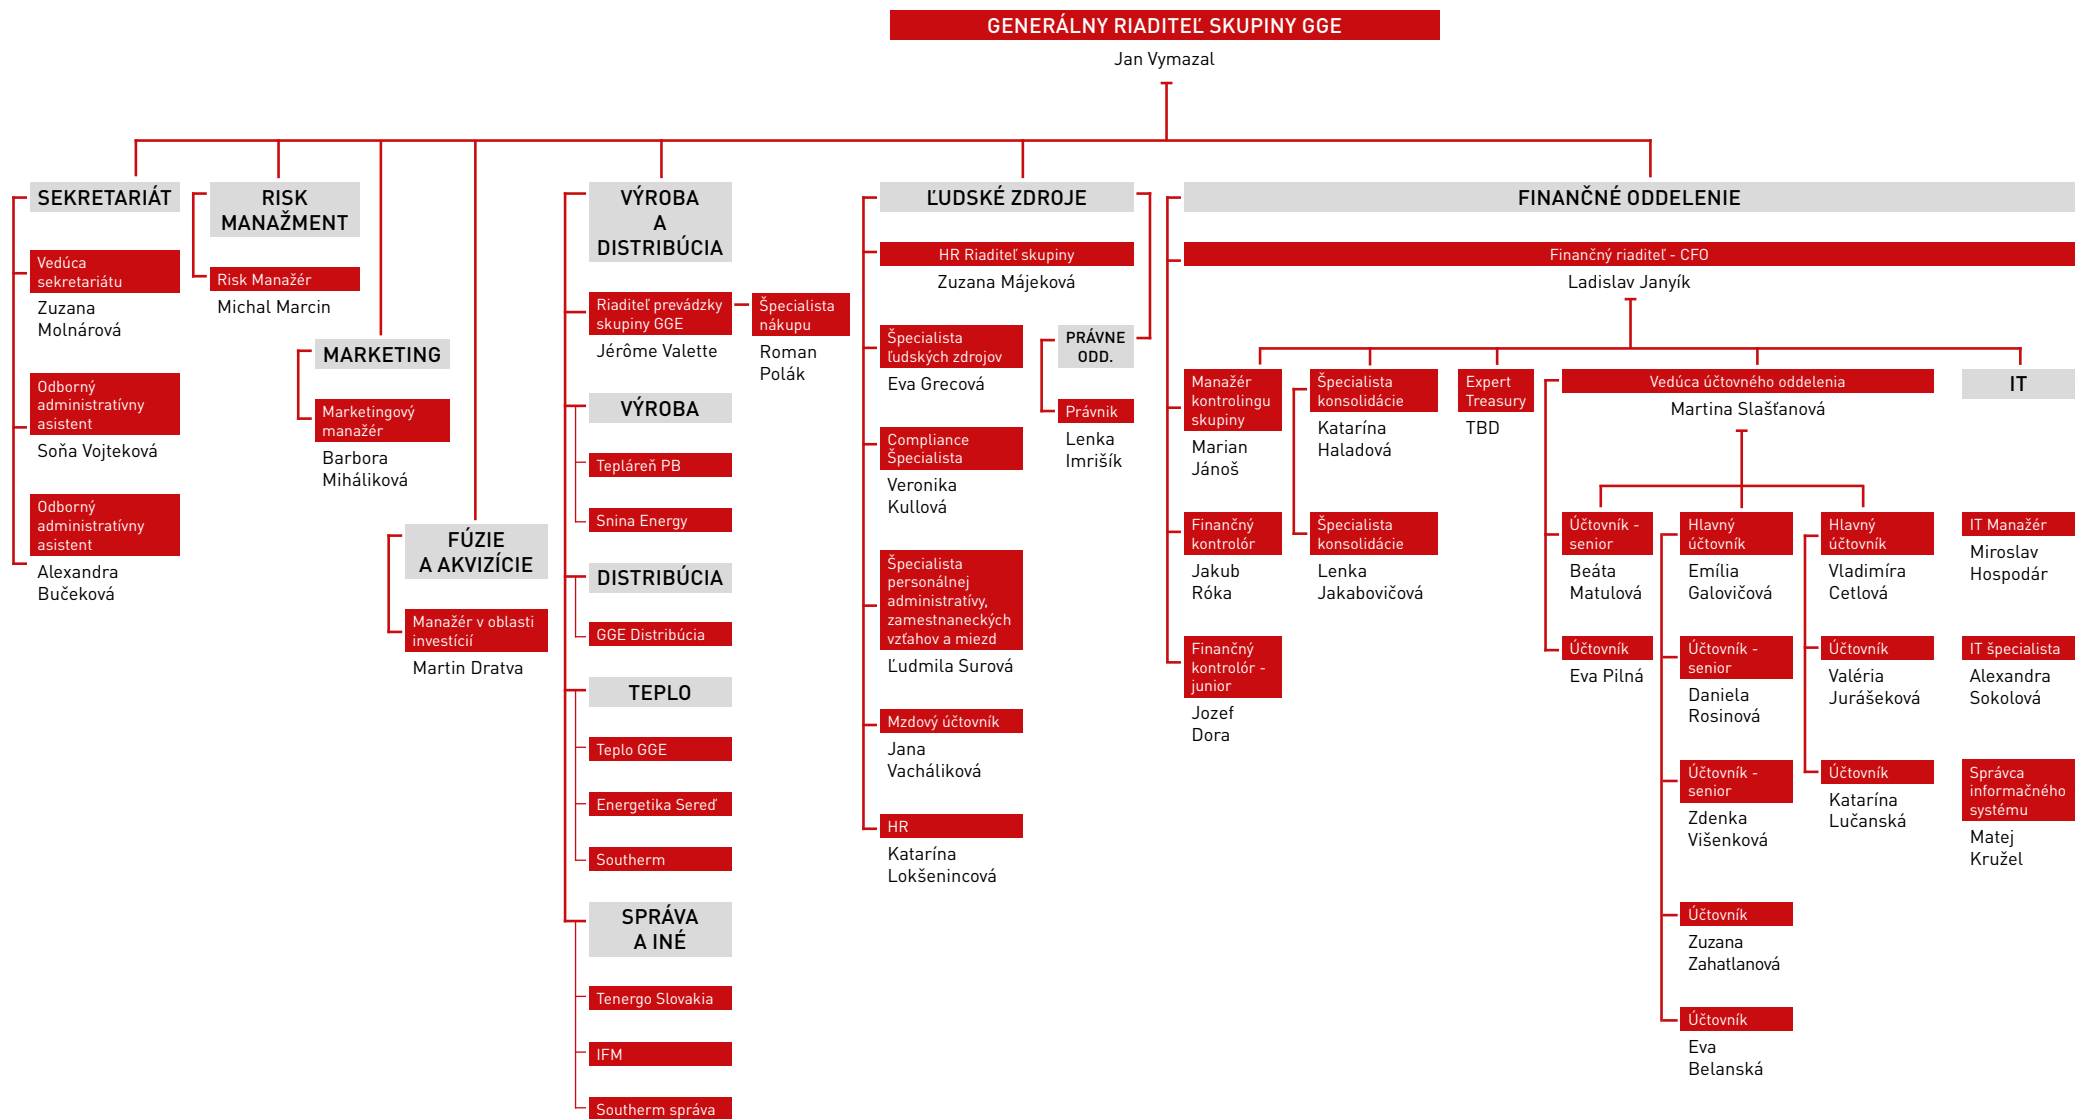 GENERÁLNY RIADITEĽ SKUPINY GGE
Jan Vymazal
SEKRETARIÁT
Vedúca
sekretariátu
Zuzana
Molnárová
Odborný
administratívny
asistent
Soňa Vojteková
Odborný
administratívny
asistent
Alexandra
Bučeková
RISK
MANAŽMENT
Risk Manažér
Michal Marcin
MARKETING
Marketingový
manažér
Barbora
Miháliková
FÚZIE
A AKVIZÍCIE
Manažér v oblasti
investícií
Martin Dratva
VÝROBA
A
DISTRIBÚCIA
Riaditeľ prevádzky
skupiny GGE
Jérôme Valette
Špecialista
nákupu
Roman
Polák
VÝROBA
Tepláreň PB
Snina Energy
DISTRIBÚCIA
GGE Distribúcia
TEPLO
Teplo GGE
Energetika Sereď
Southerm
SPRÁVA
A INÉ
Tenergo Slovakia
IFM
Southerm správa
ĽUDSKÉ ZDROJE
HR Riaditeľ skupiny
Zuzana Májeková
Špecialista
ľudských zdrojov
Eva Grecová
Compliance
Špecialista
Veronika
Kullová
Špecialista
personálnej
administratívy,
zamestnaneckých
vzťahov a miezd
Ľudmila Surová
Mzdový účtovník
Jana
Vacháliková
HR
Katarína
Lokšenincová
PRÁVNE
ODD.
Právnik
Lenka
Imrišík
FINANČNÉ ODDELENIE
Finančný riaditeľ - CFO
Ladislav Janyík
Manažér
kontrolingu
skupiny
Marian
Jánoš
Finančný
kontrolór
Jakub
Róka
Finančný
kontrolór -
junior
Jozef
Dora
Špecialista
konsolidácie
Katarína
Haladová
Špecialista
konsolidácie
Lenka
Jakabovičová
Expert
Treasury
TBD
Vedúca účtovného oddelenia
Martina Slašťanová
Účtovník -
senior
Beáta
Matulová
Účtovník
Eva Pilná
Hlavný
účtovník
Emília
Galovičová
Účtovník -
senior
Daniela
Rosinová
Účtovník -
senior
Zdenka
Višenková
Účtovník
Zuzana
Zahatlanová
Účtovník
Eva
Belanská
Hlavný
účtovník
Vladimíra
Cetlová
Účtovník
Valéria
Jurášeková
Účtovník
Katarína
Lučanská
IT
IT Manažér
Miroslav
Hospodár
IT špecialista
Alexandra
Sokolová
Správca
informačného
systému
Matej
Kružel